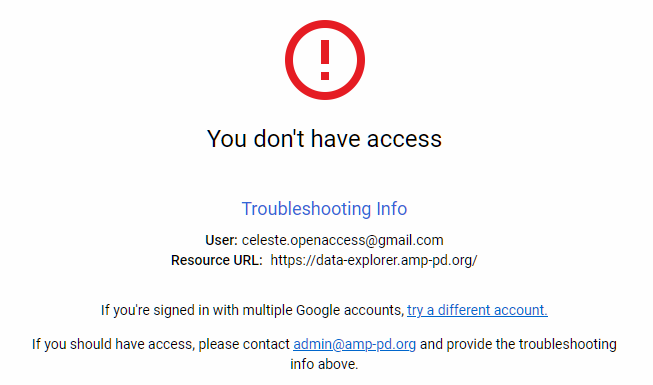 You don't have access
Troubleshooting Info
User: celeste.openaccess@gmail.com
Resource URL: https://data-explorer.amp-pd.org/
If you're signed in with multiple Google accounts, try a different account.
If you should have access, please contact admin@amp-pd.org and provide the troubleshooting
info above.